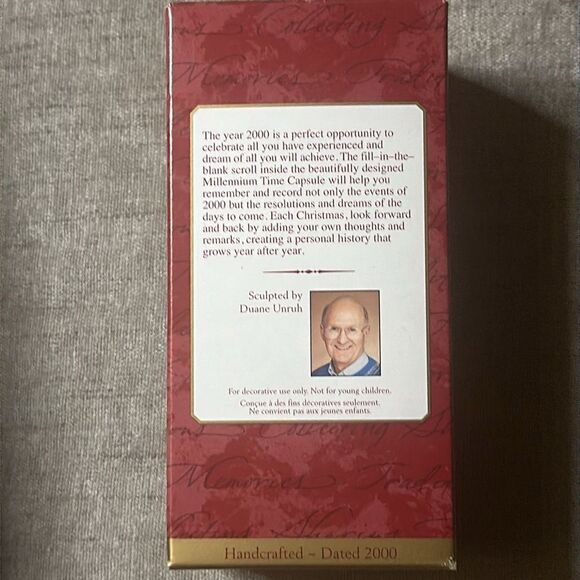 Collecting
Memories
The year 2000 is a perfect opportunity to
celebrate all you have experienced and
dream of all you will achieve. The fill–in–the–
blank scroll inside the beautifully designed
Millennium Time Capsule will help you
remember and record not only the events of
2000 but the resolutions and dreams of the
days to come. Each Christmas, look forward
and back by adding your own thoughts and
remarks, creating a personal history that
grows year after year.
Sculpted by
Duane Unruh
For decorative use only. Not for young children.
Conçue à des fins décoratives seulement.
Ne convient pas aux jeunes enfants.
Memories
Handcrafted ~ Dated 2000